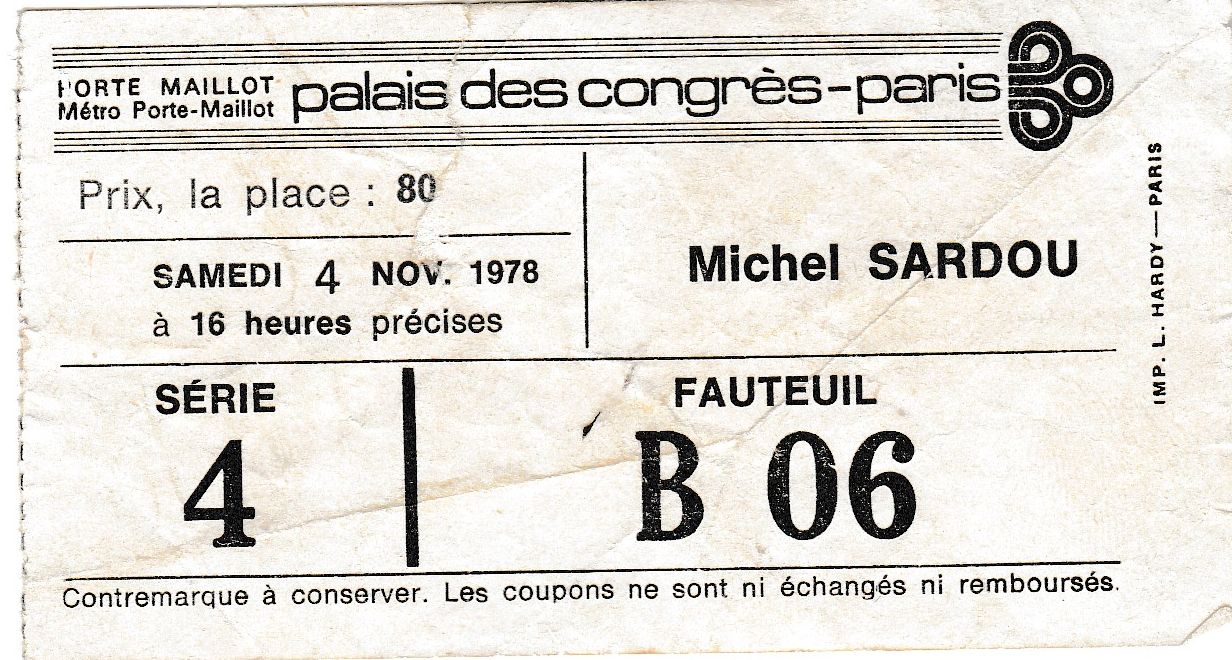 PORTE MAILLOT
Métro Porte-Maillot
palais des congrès-paris
Prix, la place : 80
SAMEDI 4 NOV. 1978
à 16 heures précises
Michel SARDOU
IMP. L. HARDY—PARIS
SÉRIE
4
FAUTEUIL
B 06
Contremarque à conserver. Les coupons ne sont ni échangés ni remboursés.